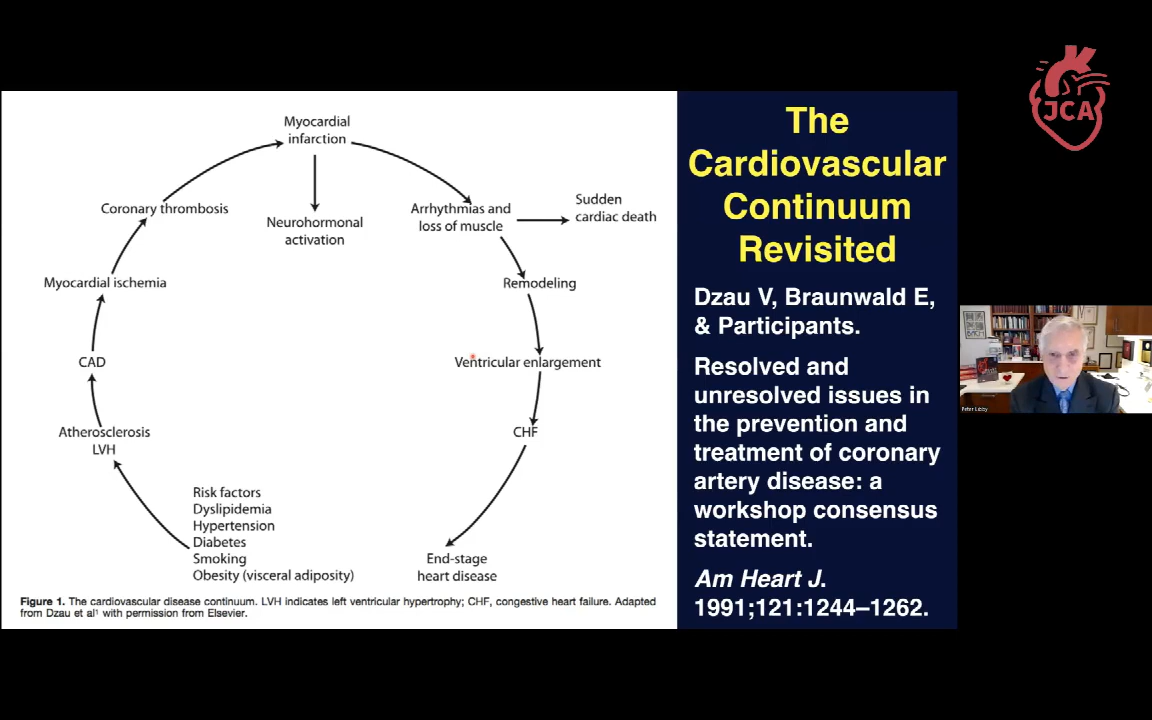 JCA
Myocardial
infarction
Coronary thrombosis
Neurohormonal
activation
Arrhythmias and
loss of muscle
Sudden
cardiac death
Myocardial ischemia
Remodeling
CAD
Ventricular enlargement
Atherosclerosis
LVH
CHF
Risk factors
Dyslipidemia
Hypertension
Diabetes
Smoking
Obesity (visceral adiposity)
End-stage
heart disease
Figure 1. The cardiovascular disease continuum. LVH indicates left ventricular hypertrophy; CHF, congestive heart failure. Adapted
from Dzau et al¹ with permission from Elsevier.
The
Cardiovascular
Continuum
Revisited
Dzau V, Braunwald E,
& Participants.
Resolved and
unresolved issues in
the prevention and
treatment of coronary
artery disease: a
workshop consensus
statement.
Am Heart J.
1991;121:1244–1262.
Peter Libby